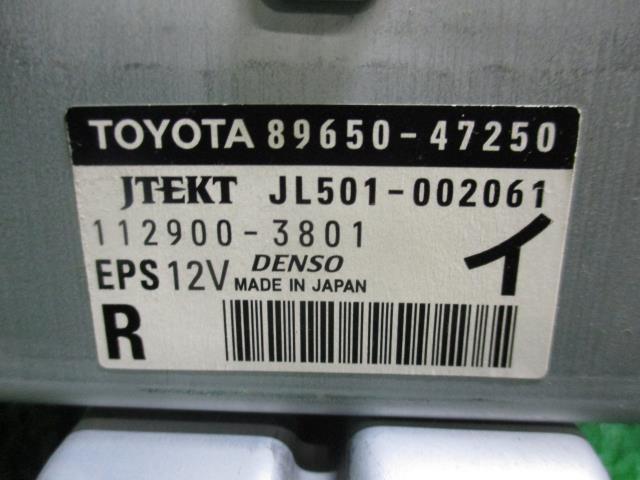 TOYOTA 89650-47250
JTEKT JL501-002061
112900-3801
イ
EPS 12V DENSO
MADE IN JAPAN
R